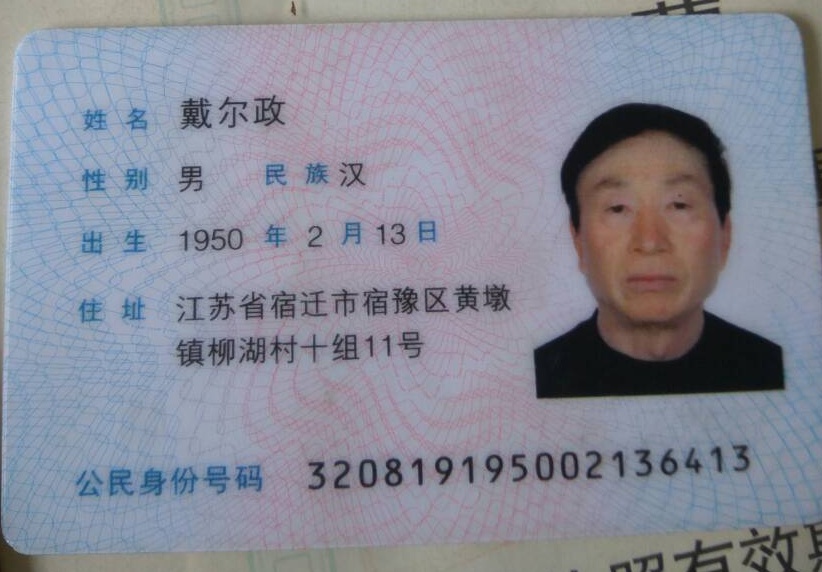 姓名 戴尔政
性别 男 民族 汉
出生 1950 年 2 月 13 日
住址 江苏省宿迁市宿豫区黄墩
镇柳湖村十组11号
公民身份号码 320819195002136413
照有效期